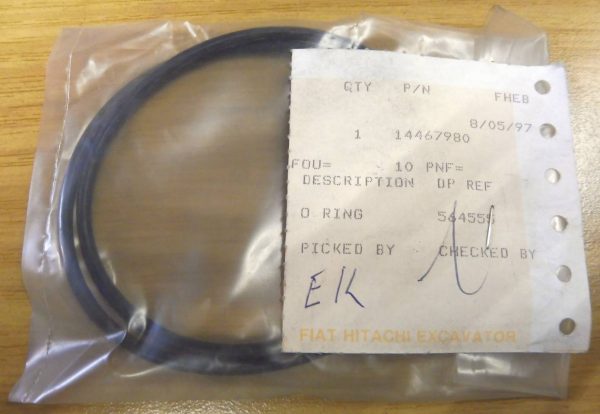 QTY P/N FHEB
8/05/97
1 14467980
FOU= 10 PNF=
DESCRIPTION DP REF
O RING 564555
PICKED BY CHECKED BY
EK
FIAT HITACHI EXCAVATOR